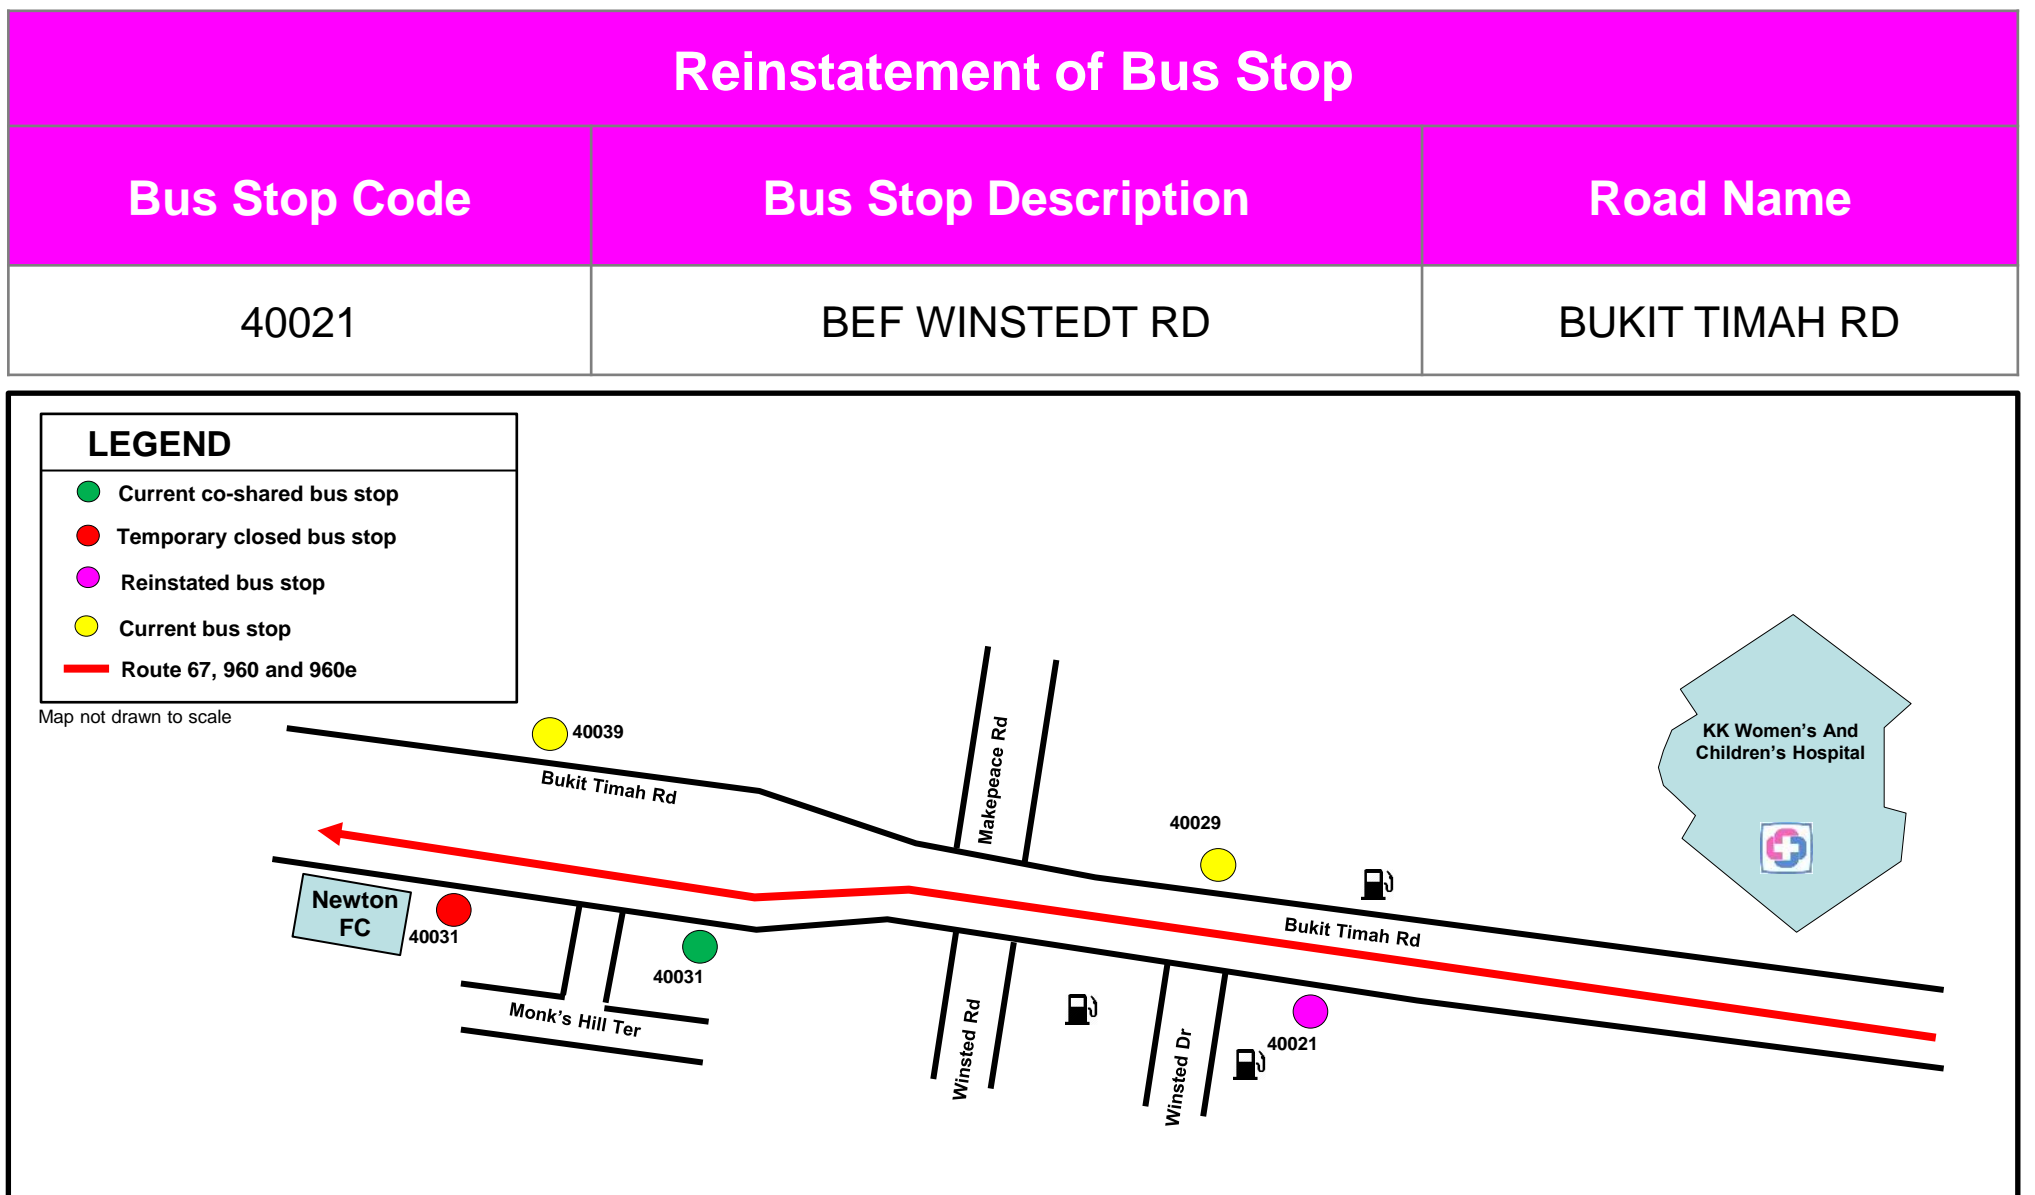 Reinstatement of Bus Stop
Bus Stop Code
Bus Stop Description
Road Name
40021
BEF WINSTEDT RD
BUKIT TIMAH RD
LEGEND
Current co-shared bus stop
Temporary closed bus stop
Reinstated bus stop
Current bus stop
Route 67, 960 and 960e
Map not drawn to scale
40039
Bukit Timah Rd
Makepeace Rd
40029
KK Women's And
Children's Hospital
Newton
FC
40031
40031
Monk's Hill Ter
Winsted Rd
Winsted Dr
Bukit Timah Rd
40021